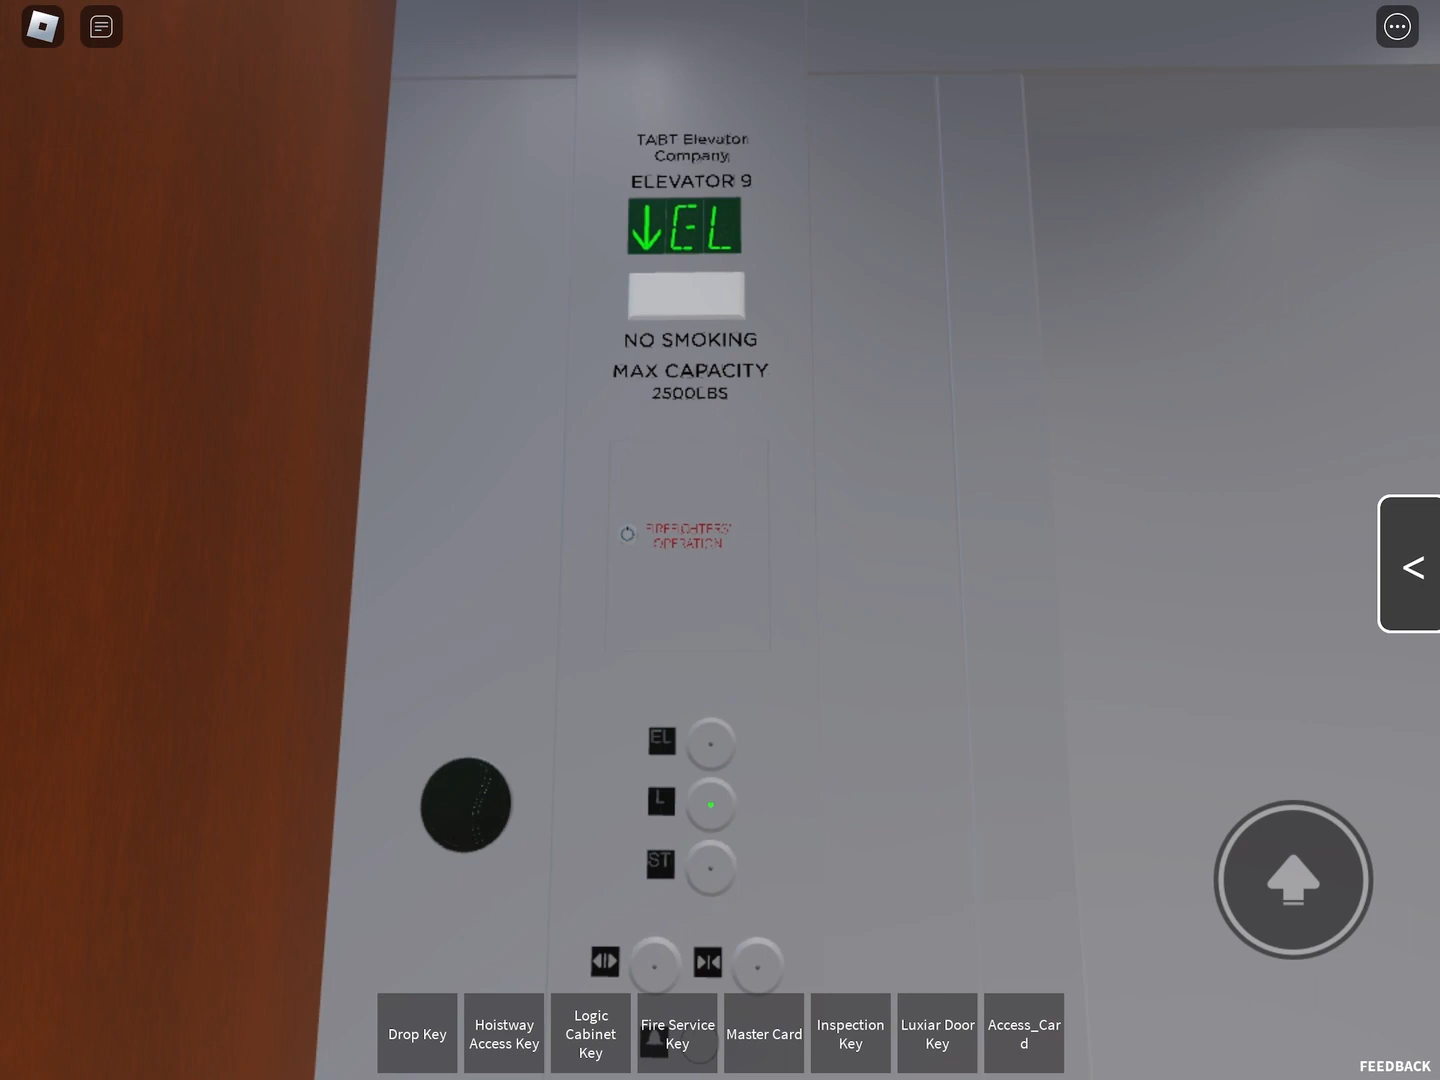 TABT Elevator
Company
ELEVATOR 9
↓EL
NO SMOKING
MAX CAPACITY
2500LBS
FIREFIGHTERS'
OPERATION
EL
L
ST
<
Drop Key
Hoistway
Access Key
Logic
Cabinet
Key
Fire Service
Key
Master Card
Inspection
Key
Luxiar Door
Key
Access_Car
d
FEEDBACK